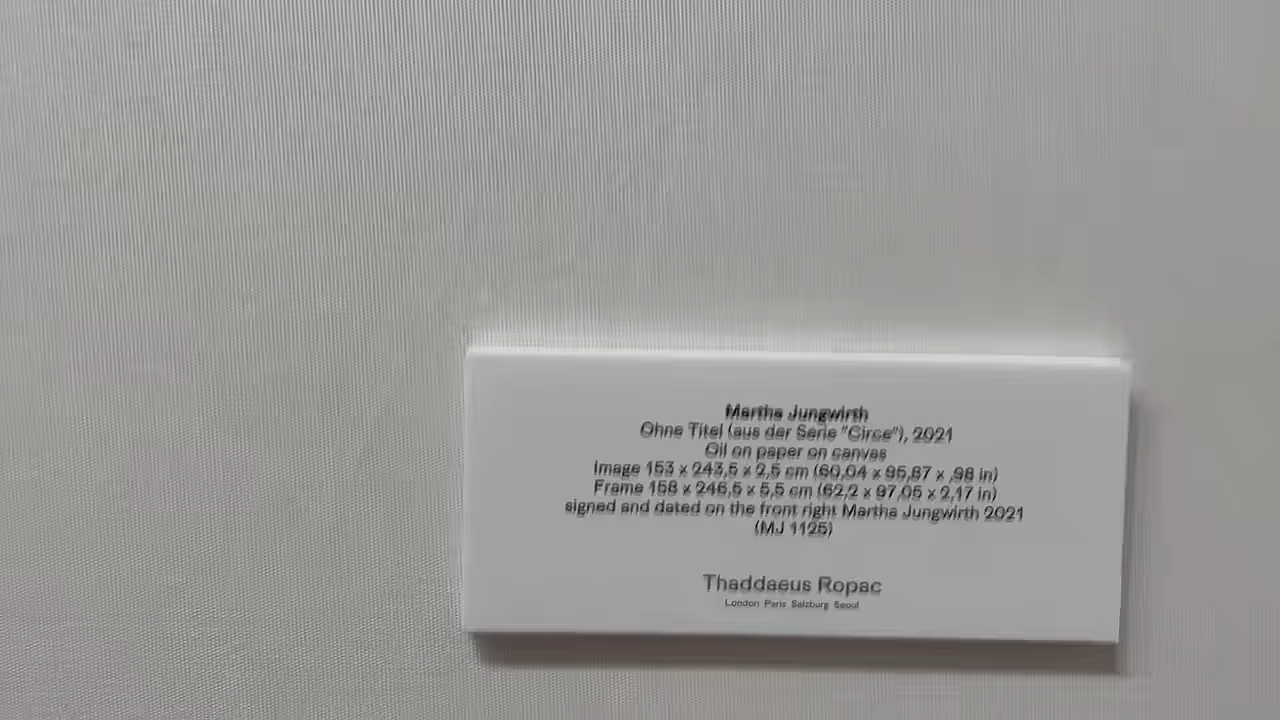 Martha Jungwirth
Ohne Titel (aus der Serie "Circe"), 2021
Oil on paper on canvas
Image 153 x 243,5 x 2,5 cm (60,04 x 95,87 x ,98 in)
Frame 158 x 246,5 x 5,5 cm (62,2 x 97,05 x 2,17 in)
signed and dated on the front right Martha Jungwirth 2021
(MJ 1125)
Thaddaeus Ropac
London Paris Salzburg Seoul